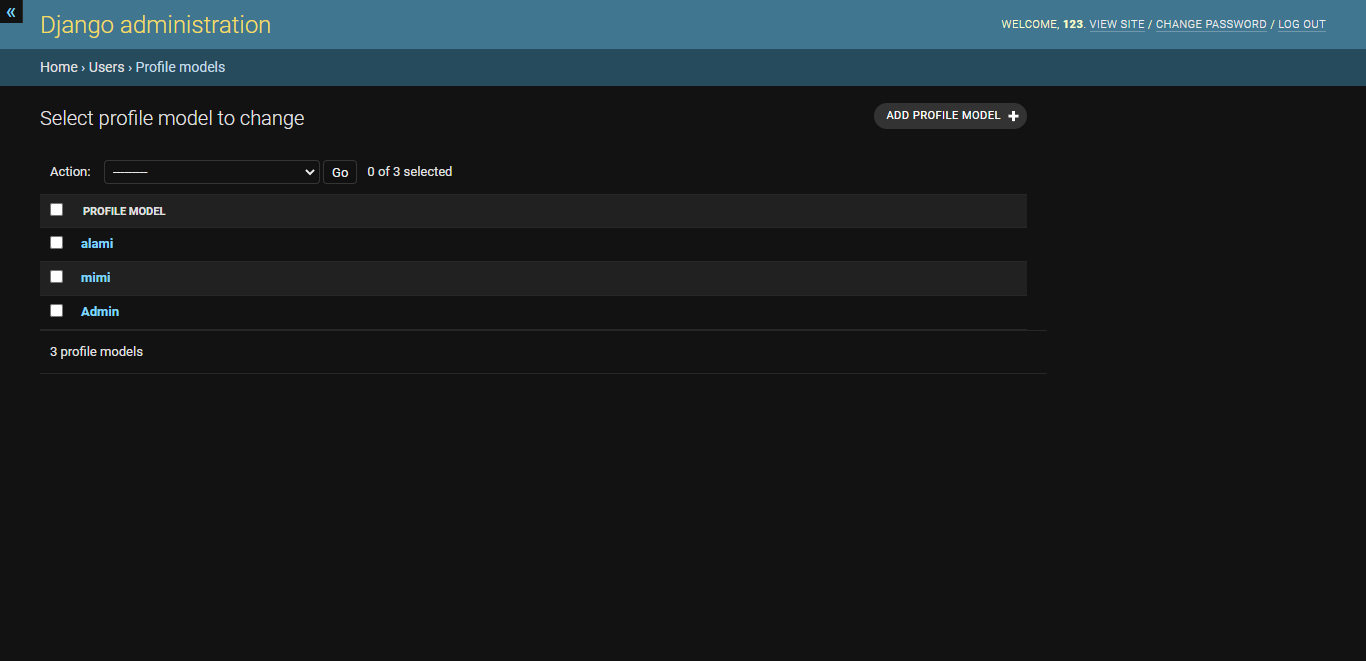 «
Django administration
WELCOME, 123. VIEW SITE / CHANGE PASSWORD / LOG OUT
Home › Users › Profile models
Select profile model to change
ADD PROFILE MODEL +
Action: --------- Go 0 of 3 selected
PROFILE MODEL
alami
mimi
Admin
3 profile models